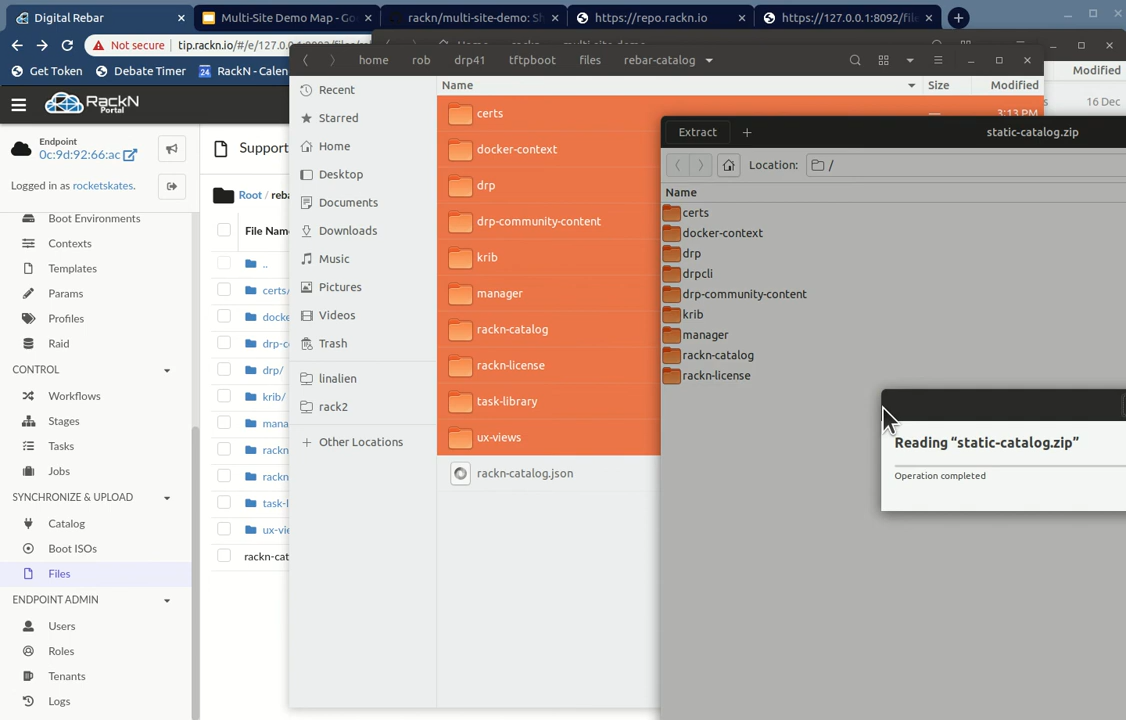 Digital Rebar
Multi-Site Demo Map - Go
rackn/multi-site-demo: Sh
https://repo.rackn.io
https://127.0.0.1:8092/file
Not secure
tip.rackn.io/#/e/127.0.0.1:8092/files/
Get Token
Debate Timer
RackN - Calen
RackN
Portal
Endpoint
0c:9d:92:66:ac
Logged in as rocketskates.
Boot Environments
Contexts
Templates
Params
Profiles
Raid
CONTROL
Workflows
Stages
Tasks
Jobs
SYNCHRONIZE & UPLOAD
Catalog
Boot ISOs
Files
ENDPOINT ADMIN
Users
Roles
Tenants
Logs
Support
Root / reba
File Name
..
certs/
docke
drp-co
drp/
krib/
mana
rackn
rackn
task-l
ux-vie
rackn-cat
home
rob
drp41
tftpboot
files
rebar-catalog
Recent
Starred
Home
Desktop
Documents
Downloads
Music
Pictures
Videos
Trash
linalien
rack2
Other Locations
Name
Size
Modified
certs
3:13 PM
docker-context
drp
drp-community-content
krib
manager
rackn-catalog
rackn-license
task-library
ux-views
rackn-catalog.json
Modified
16 Dec
Extract
static-catalog.zip
Location:
/
Name
certs
docker-context
drp
drpcli
drp-community-content
krib
manager
rackn-catalog
rackn-license
Reading “static-catalog.zip”
Operation completed